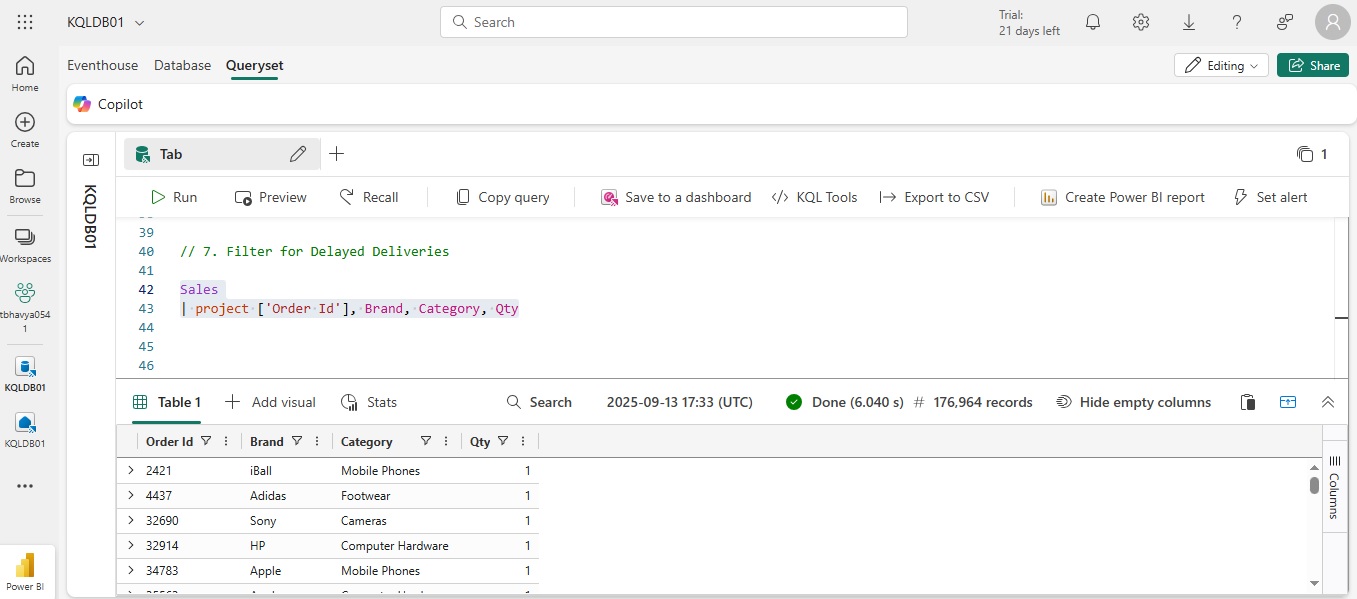 KQLDB01
Search
Trial:
21 days left
Eventhouse Database Queryset
Editing
Share
Home
Create
Browse
Workspaces
tbhavya054
1
KQLDB01
KQLDB01
Power BI
Copilot
KQLDB01
Tab
1
Run Preview Recall Copy query Save to a dashboard </> KQL Tools Export to CSV Create Power BI report Set alert
39
40 // 7. Filter for Delayed Deliveries
41
42 Sales
43 | project ['Order Id'], Brand, Category, Qty
44
45
46
Table 1 + Add visual Stats Search 2025-09-13 17:33 (UTC) Done (6.040 s) # 176,964 records Hide empty columns
Order Id Brand Category Qty
2421 iBall Mobile Phones 1
4437 Adidas Footwear 1
32690 Sony Cameras 1
32914 HP Computer Hardware 1
34783 Apple Mobile Phones 1
Columns